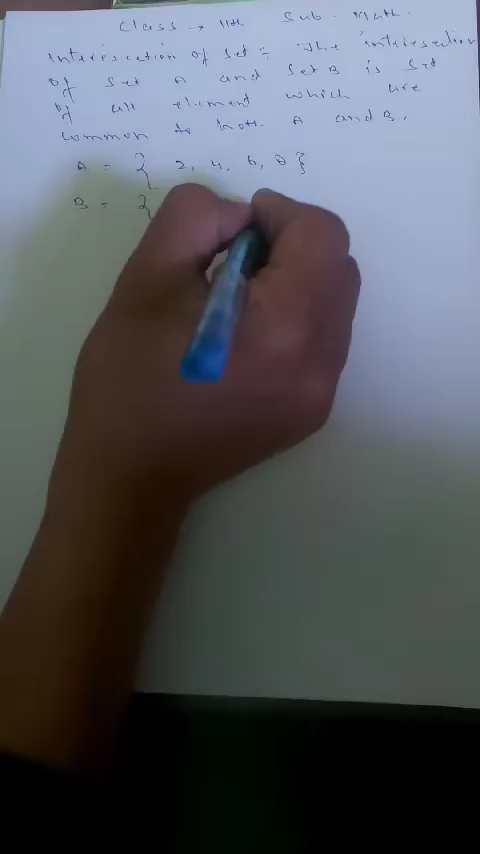 Class → 11th Sub - Math.
Intersection of set :- The intersection
of set A and set B is set
of all element which are
common to both A and B.
A = { 2, 4, 6, 8 }
B = {